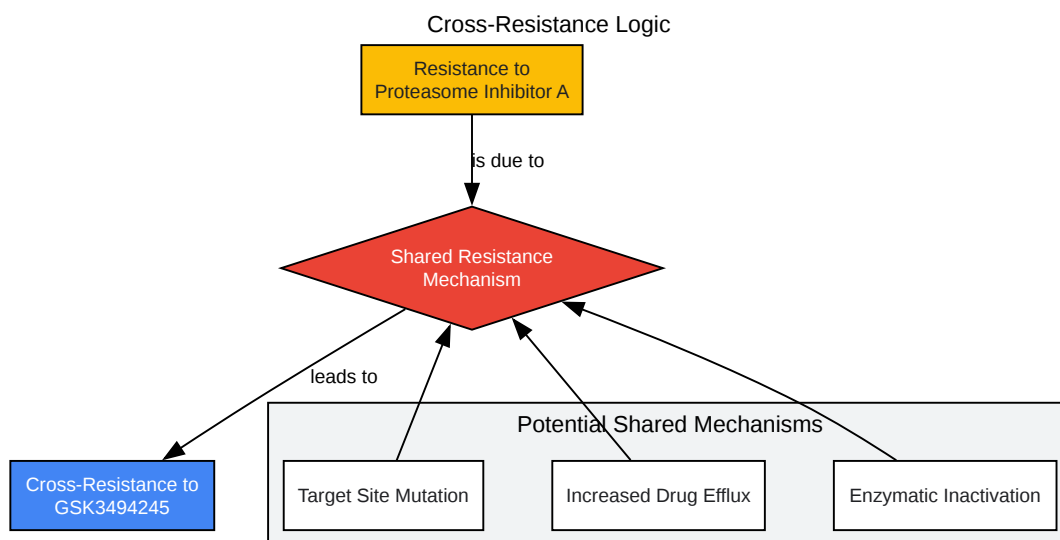 Cross-Resistance Logic
Resistance to
Proteasome Inhibitor A
is due to
Shared Resistance
Mechanism
leads to
Potential Shared Mechanisms
Cross-Resistance to
GSK3494245
Target Site Mutation
Increased Drug Efflux
Enzymatic Inactivation